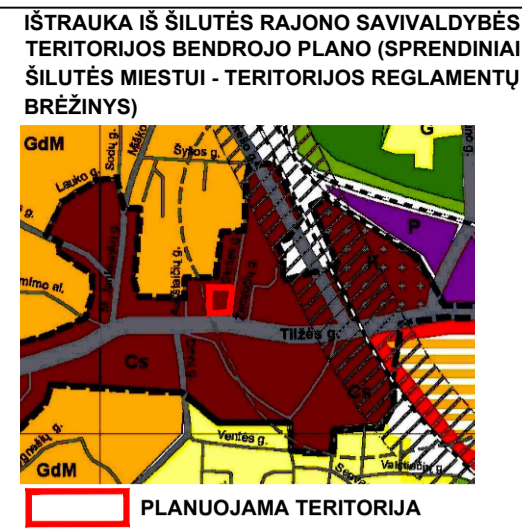 IŠTRAUKA IŠ ŠILUTĖS RAJONO SAVIVALDYBĖS
TERITORIJOS BENDROJO PLANO (SPRENDINIAI
ŠILUTĖS MIESTUI - TERITORIJOS REGLAMENTŲ
BRĖŽINYS)
GdM
Sodų g.
Lauko g.
Šyšos g.
G
P
K
Tilžės g.
Cs
Cs
Ventės g.
GdM
PLANUOJAMA TERITORIJA